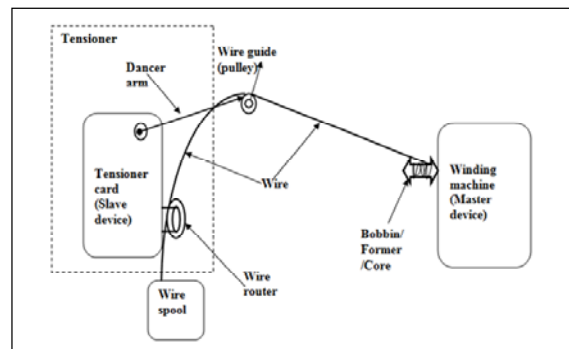 Tensioner
Dancer
arm
Wire guide
(pulley)
Tensioner
card
(Slave
device)
Wire
Winding
machine
(Master
device)
Bobbin/
Former
/Core
Wire
router
Wire
spool